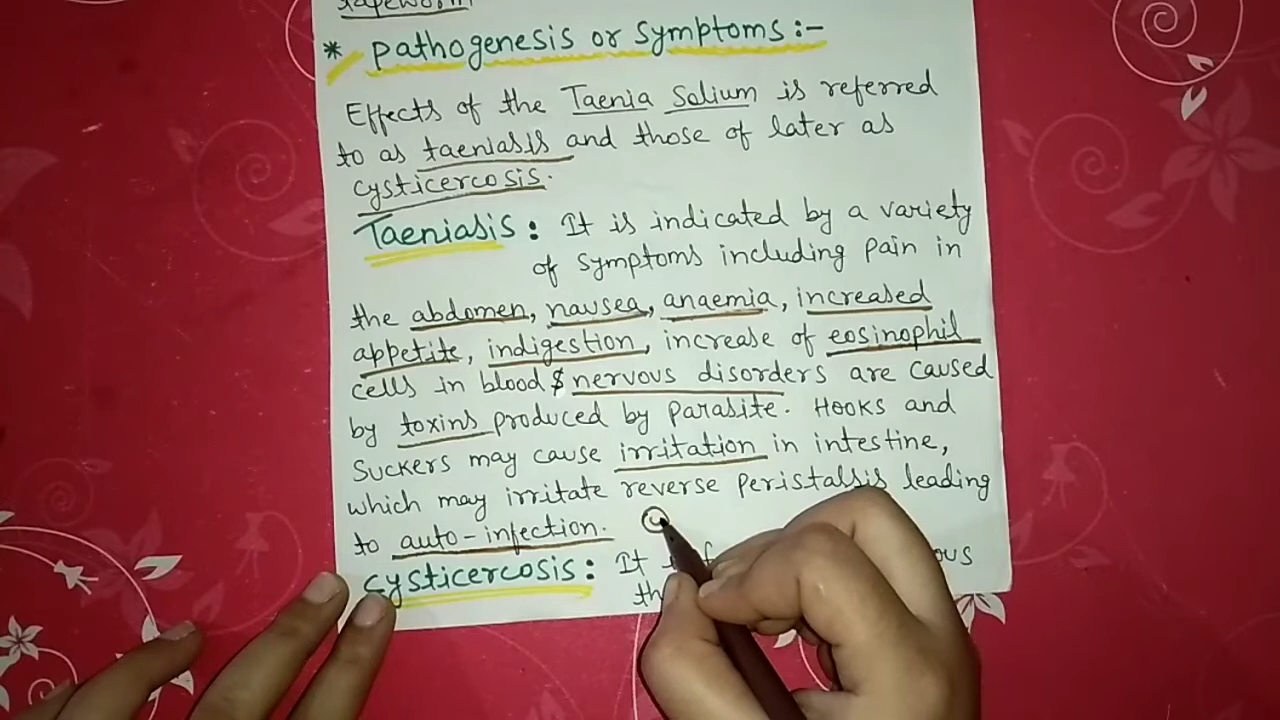 tapeworm
* Pathogenesis or Symptoms :-
Effects of the Taenia Solium is referred
to as taeniasis and those of later as
cysticercosis.
Taeniasis : It is indicated by a variety
of symptoms including pain in
the abdomen, nausea, anaemia, increased
appetite, indigestion, increase of eosinophil
cells in blood & nervous disorders are caused
by toxins produced by parasite. Hooks and
Suckers may cause irritation in intestine,
which may irritate reverse peristalsis leading
to auto-infection.
Cysticercosis : It